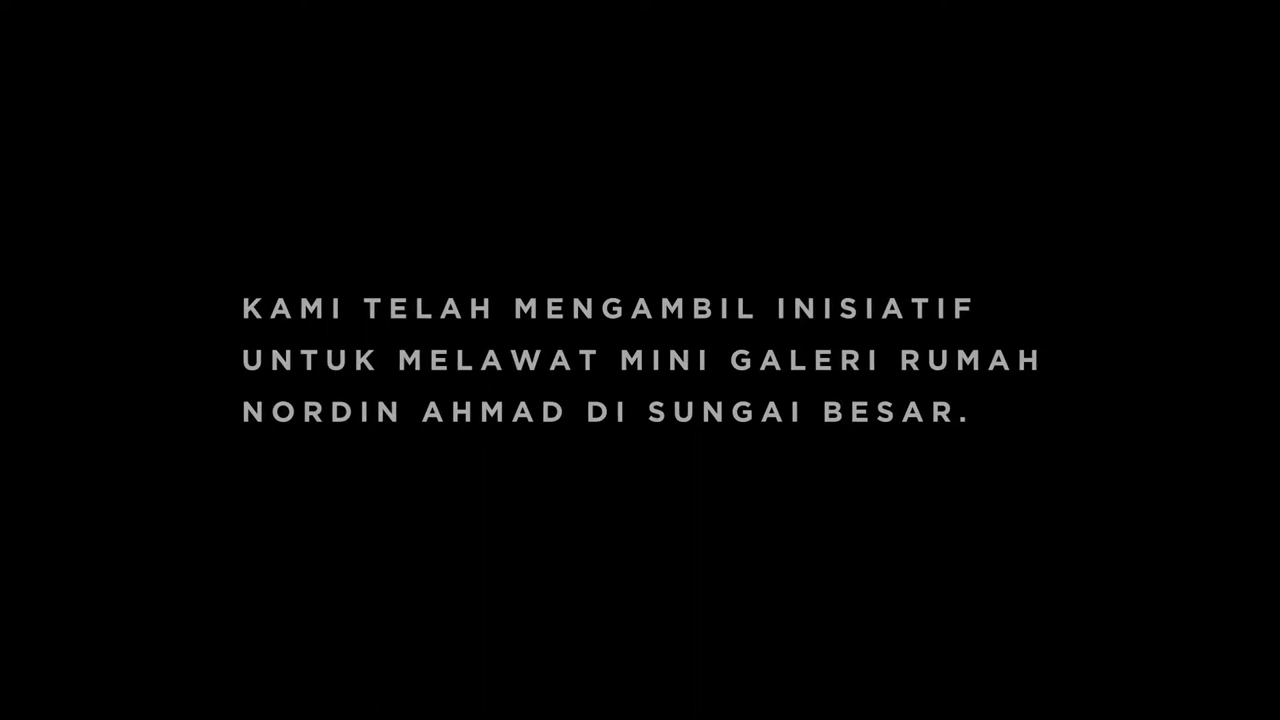 KAMI TELAH MENGAMBIL INISIATIF
UNTUK MELAWAT MINI GALERI RUMAH
NORDIN AHMAD DI SUNGAI BESAR.